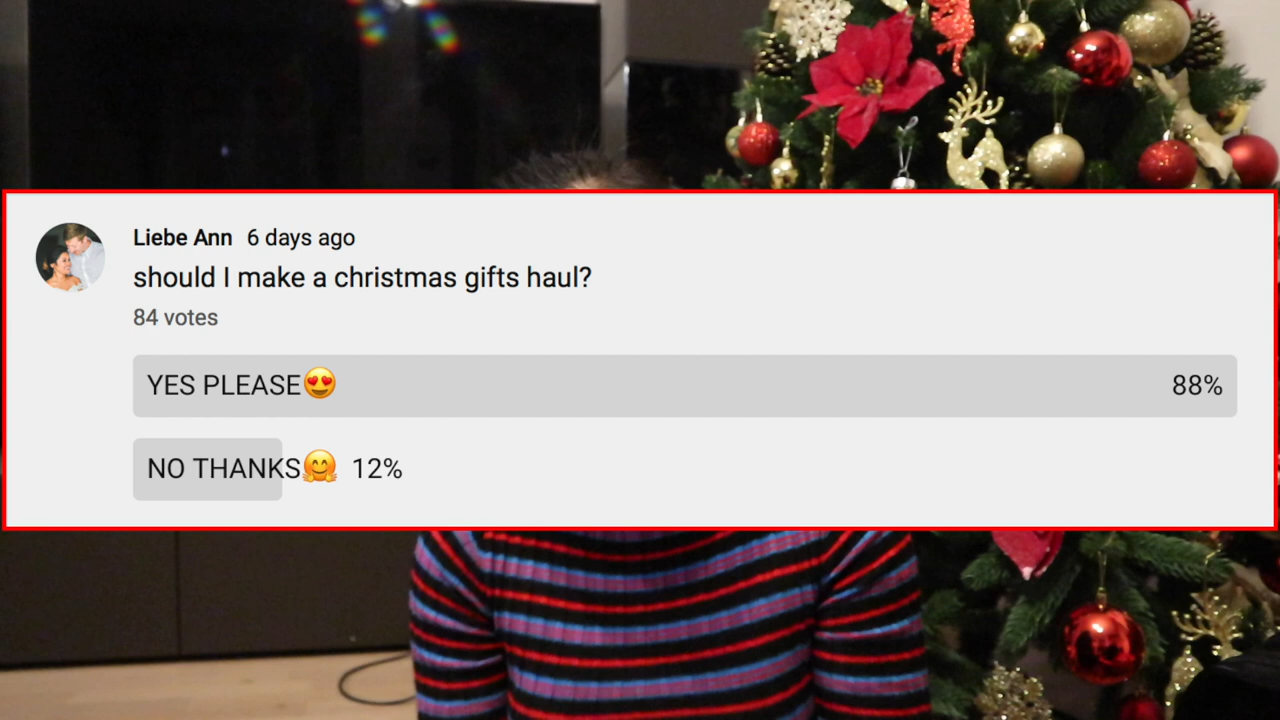 Liebe Ann 6 days ago
should I make a christmas gifts haul?
84 votes
YES PLEASE😍 88%
NO THANKS🤗 12%